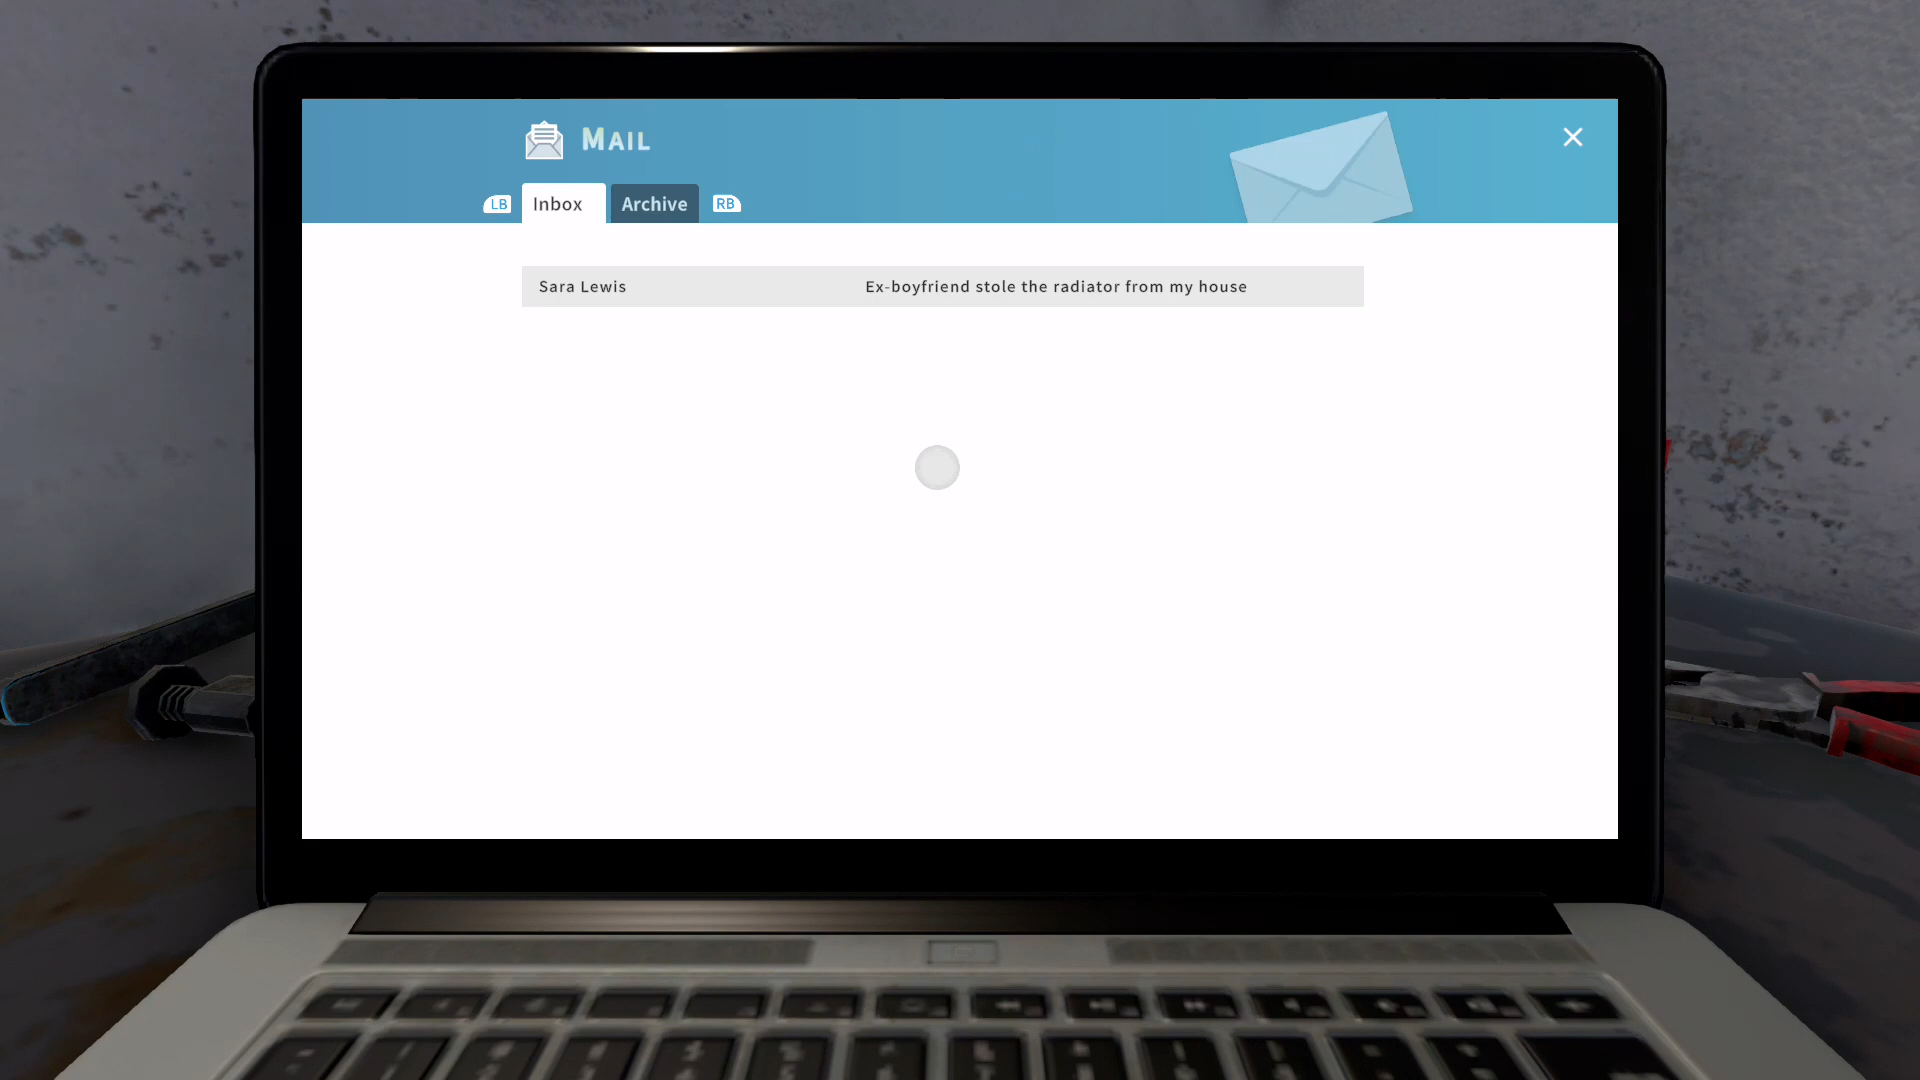 MAIL
LB Inbox Archive RB
Sara Lewis Ex-boyfriend stole the radiator from my house